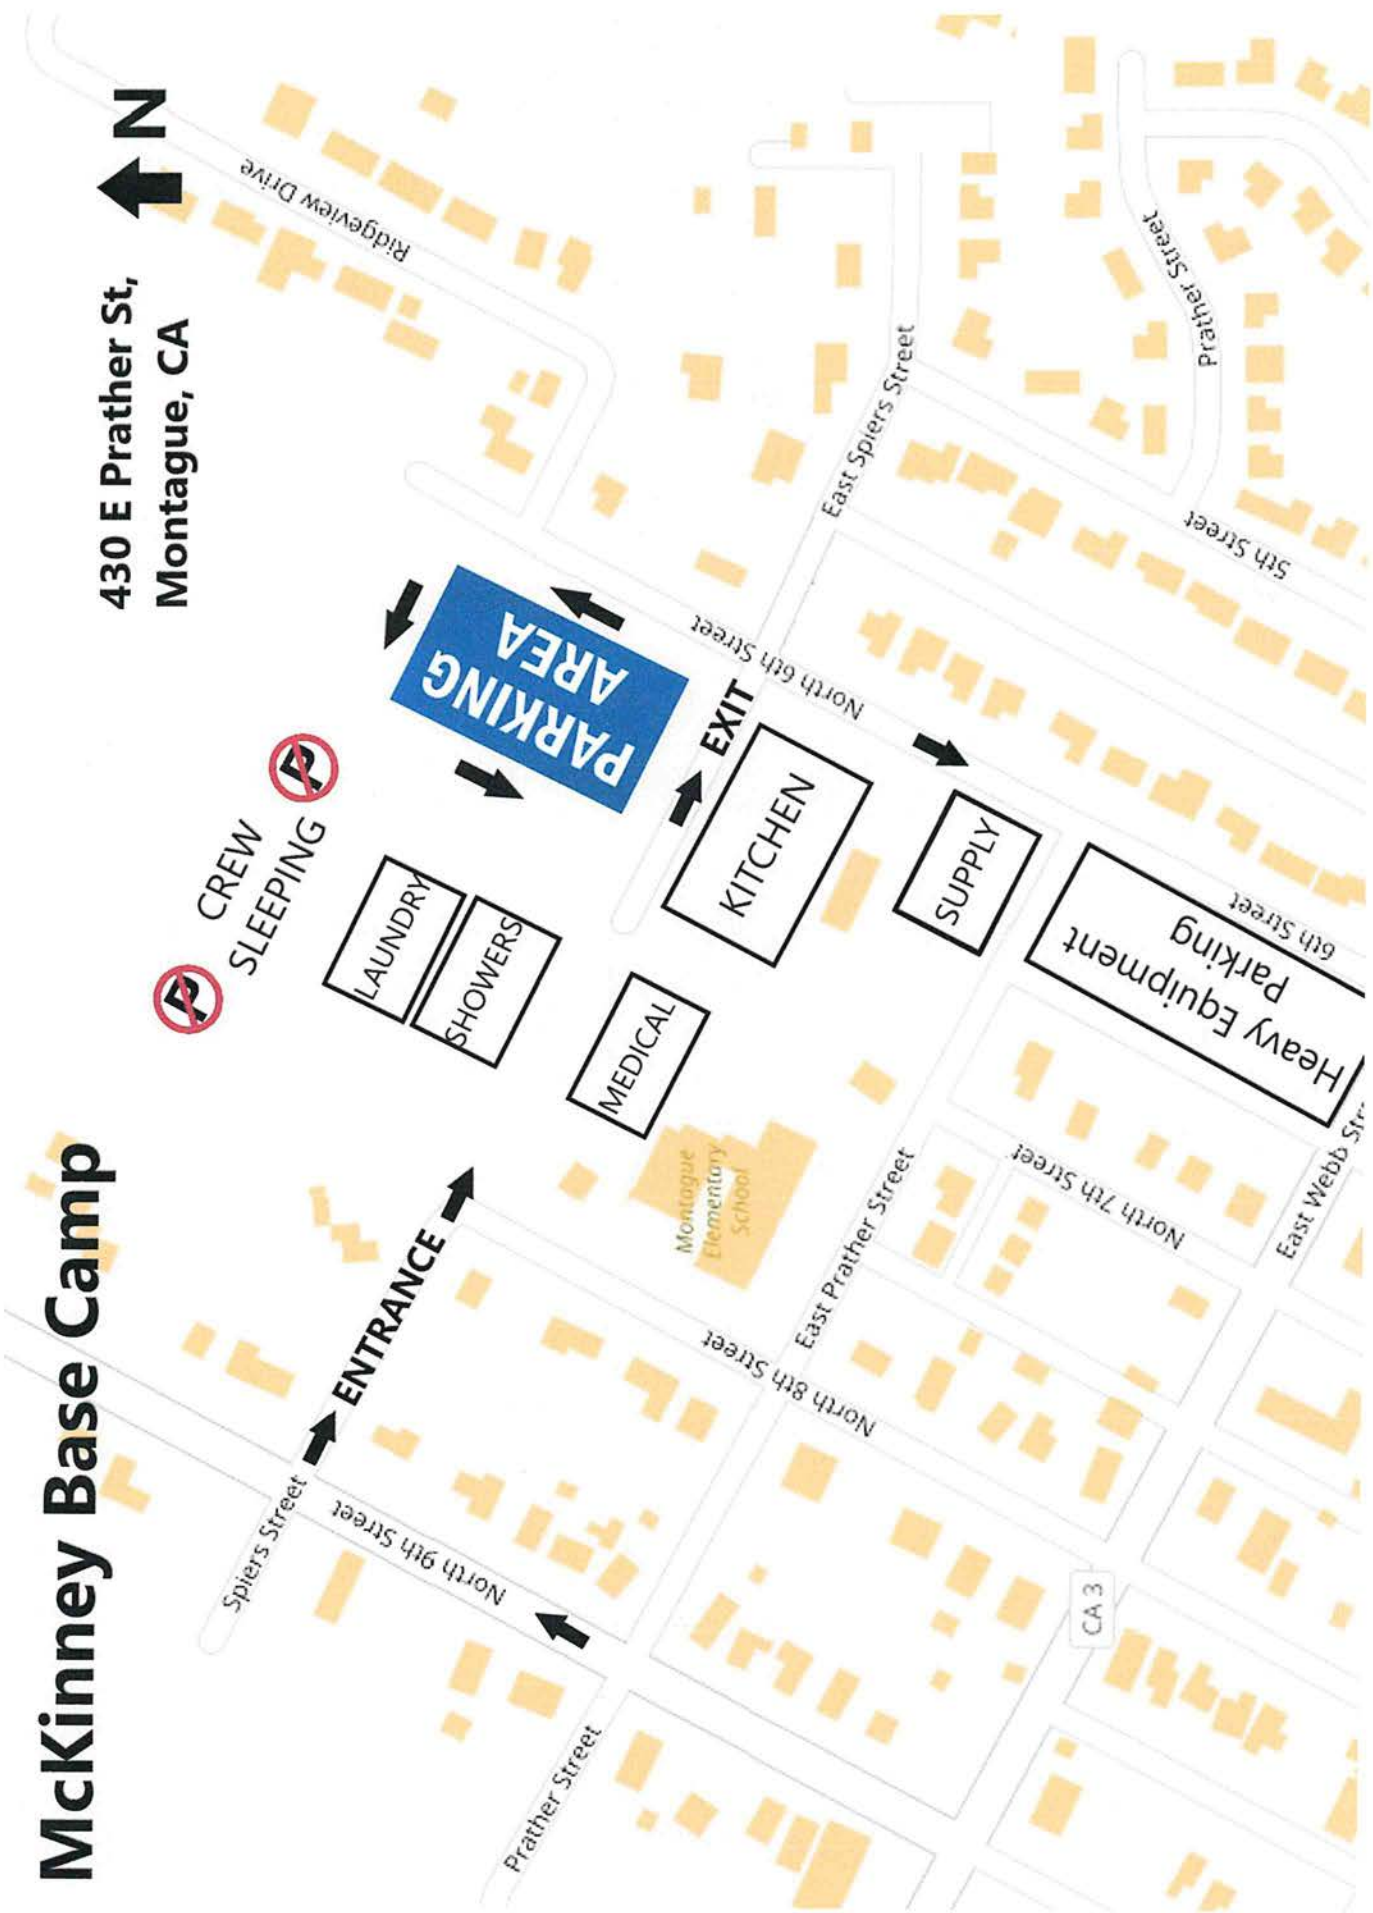 McKinney Base Camp
430 E Prather St,
Montague, CA
N
Ridgeview Drive
CREW
SLEEPING
P
P
PARKING
AREA
LAUNDRY
SHOWERS
MEDICAL
ENTRANCE
EXIT
KITCHEN
SUPPLY
Heavy Equipment
Parking
Montague
Elementary
School
Spiers Street
North 9th Street
Prather Street
North 8th Street
East Prather Street
North 7th Street
North 6th Street
6th Street
East Spiers Street
5th Street
Prather Street
East Webb
CA 3